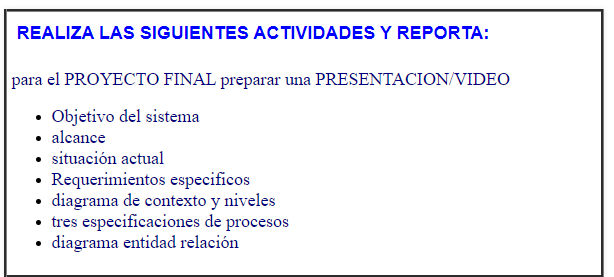 REALIZA LAS SIGUIENTES ACTIVIDADES Y REPORTA:
para el PROYECTO FINAL preparar una PRESENTACION/VIDEO
• Objetivo del sistema
• alcance
• situación actual
• Requerimientos especificos
• diagrama de contexto y niveles
• tres especificaciones de procesos
• diagrama entidad relación